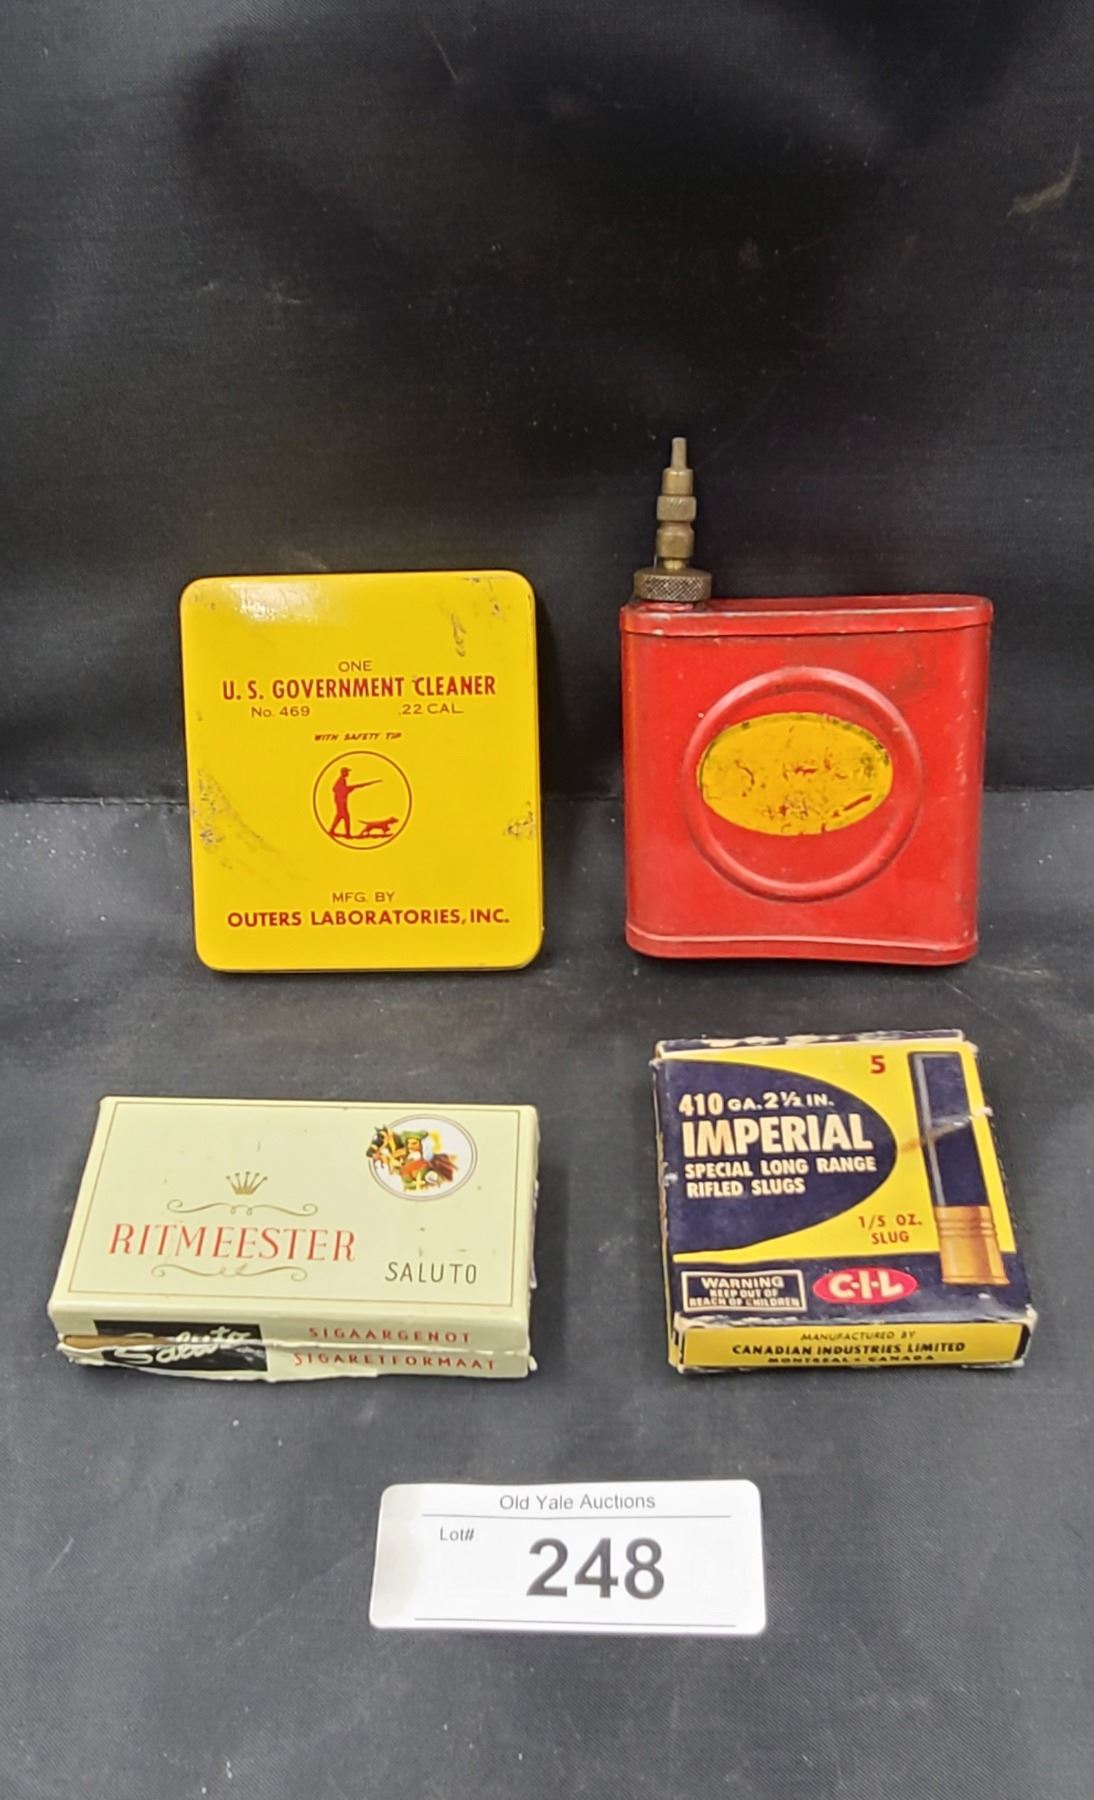 ONE
U. S. GOVERNMENT CLEANER
No. 469 .22 CAL.
WITH SAFETY TIP
MFG. BY
OUTERS LABORATORIES, INC.
RITMEESTER
SALUTO
Saluto
SIGAARGENOT
SIGARETFORMAAT
5
410 GA. 2½ IN.
IMPERIAL
SPECIAL LONG RANGE
RIFLED SLUGS
1/5 OZ.
SLUG
WARNING
KEEP OUT OF
REACH OF CHILDREN
C-I-L
MANUFACTURED BY
CANADIAN INDUSTRIES LIMITED
MONTREAL - CANADA
Old Yale Auctions
Lot#
248